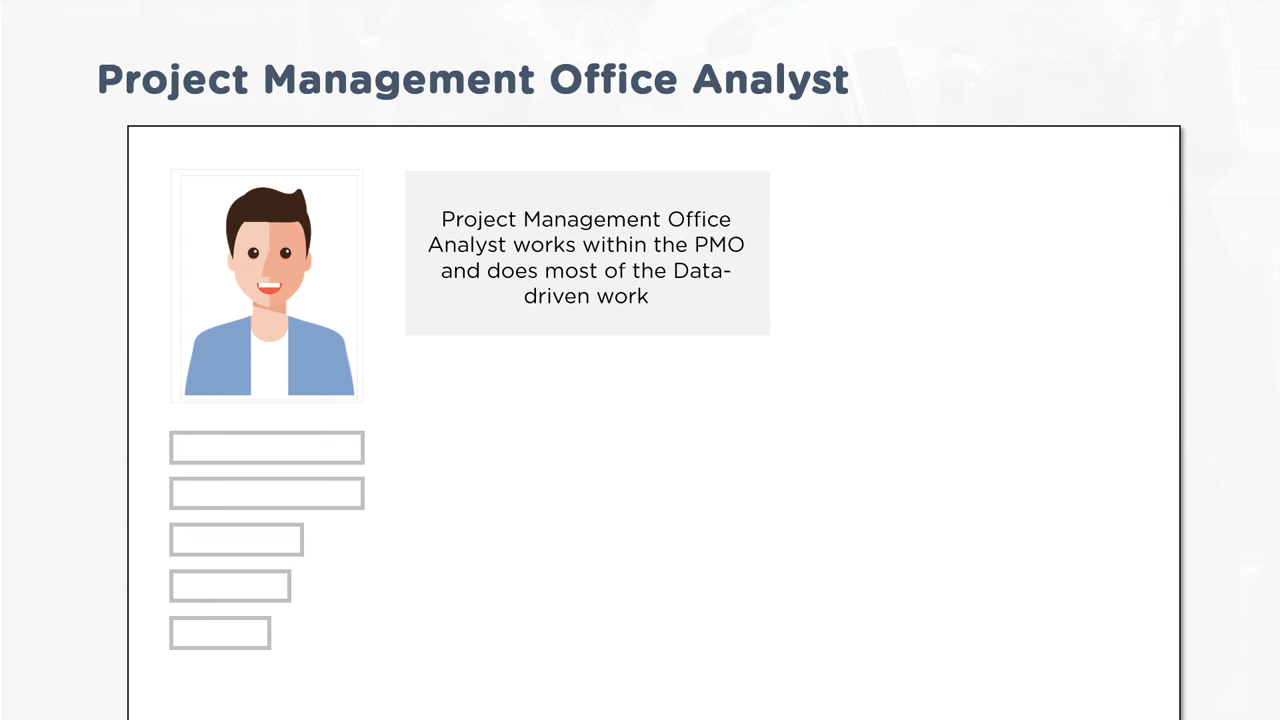 Project Management Office Analyst
Project Management Office
Analyst works within the PMO
and does most of the Data-
driven work